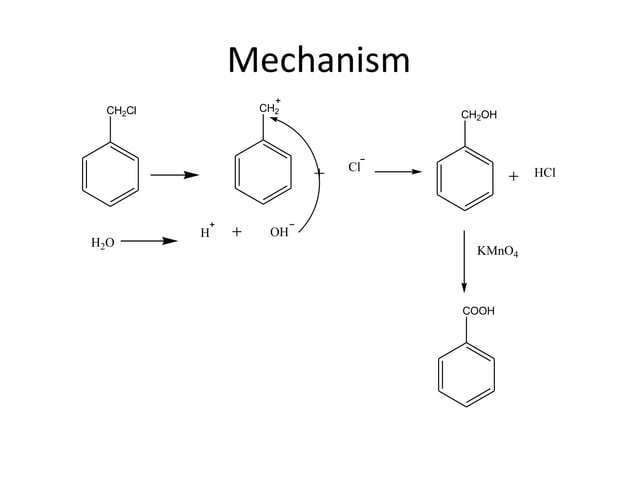 Mechanism
CH₂Cl
CH₂⁺
+
Cl⁻
CH₂OH
+
HCl
H₂O
H⁺
+
OH⁻
KMnO₄
COOH